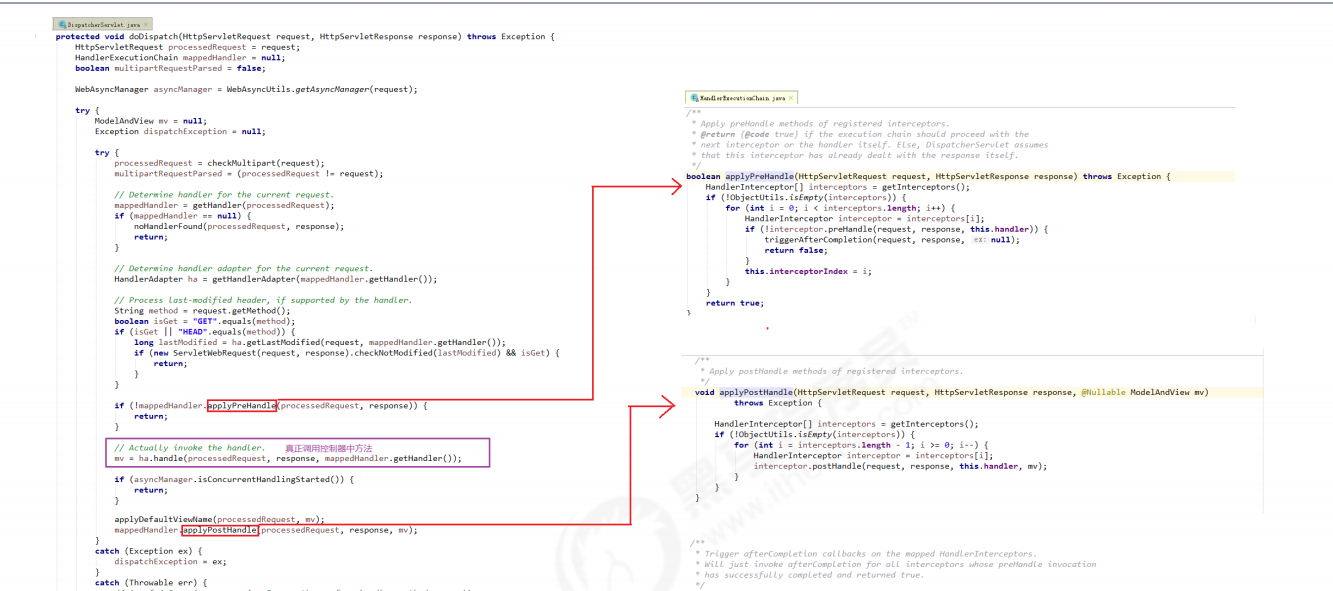 DispatcherServlet.java ×
protected void doDispatch(HttpServletRequest request, HttpServletResponse response) throws Exception {
HttpServletRequest processedRequest = request;
HandlerExecutionChain mappedHandler = null;
boolean multipartRequestParsed = false;
WebAsyncManager asyncManager = WebAsyncUtils.getAsyncManager(request);
try {
ModelAndView mv = null;
Exception dispatchException = null;
try {
processedRequest = checkMultipart(request);
multipartRequestParsed = (processedRequest != request);
// Determine handler for the current request.
mappedHandler = getHandler(processedRequest);
if (mappedHandler == null) {
noHandlerFound(processedRequest, response);
return;
}
// Determine handler adapter for the current request.
HandlerAdapter ha = getHandlerAdapter(mappedHandler.getHandler());
// Process last-modified header, if supported by the handler.
String method = request.getMethod();
boolean isGet = "GET".equals(method);
if (isGet || "HEAD".equals(method)) {
long lastModified = ha.getLastModified(request, mappedHandler.getHandler());
if (new ServletWebRequest(request, response).checkNotModified(lastModified) && isGet) {
return;
}
}
if (!mappedHandler.applyPreHandle(processedRequest, response)) {
return;
}
// Actually invoke the handler. 真正调用控制器中方法
mv = ha.handle(processedRequest, response, mappedHandler.getHandler());
if (asyncManager.isConcurrentHandlingStarted()) {
return;
}
applyDefaultViewName(processedRequest, mv);
mappedHandler.applyPostHandle(processedRequest, response, mv);
}
catch (Exception ex) {
dispatchException = ex;
}
catch (Throwable err) {
HandlerExecutionChain.java ×
/**
* Apply preHandle methods of registered interceptors.
* @return {@code true} if the execution chain should proceed with the
* next interceptor or the handler itself. Else, DispatcherServlet assumes
* that this interceptor has already dealt with the response itself.
*/
boolean applyPreHandle(HttpServletRequest request, HttpServletResponse response) throws Exception {
HandlerInterceptor[] interceptors = getInterceptors();
if (!ObjectUtils.isEmpty(interceptors)) {
for (int i = 0; i < interceptors.length; i++) {
HandlerInterceptor interceptor = interceptors[i];
if (!interceptor.preHandle(request, response, this.handler)) {
triggerAfterCompletion(request, response, ex: null);
return false;
}
this.interceptorIndex = i;
}
}
return true;
}
/**
* Apply postHandle methods of registered interceptors.
*/
void applyPostHandle(HttpServletRequest request, HttpServletResponse response, @Nullable ModelAndView mv)
throws Exception {
HandlerInterceptor[] interceptors = getInterceptors();
if (!ObjectUtils.isEmpty(interceptors)) {
for (int i = interceptors.length - 1; i >= 0; i--) {
HandlerInterceptor interceptor = interceptors[i];
interceptor.postHandle(request, response, this.handler, mv);
}
}
}
/**
* Trigger afterCompletion callbacks on the mapped HandlerInterceptors.
* Will just invoke afterCompletion for all interceptors whose preHandle invocation
* has successfully completed and returned true.
*/